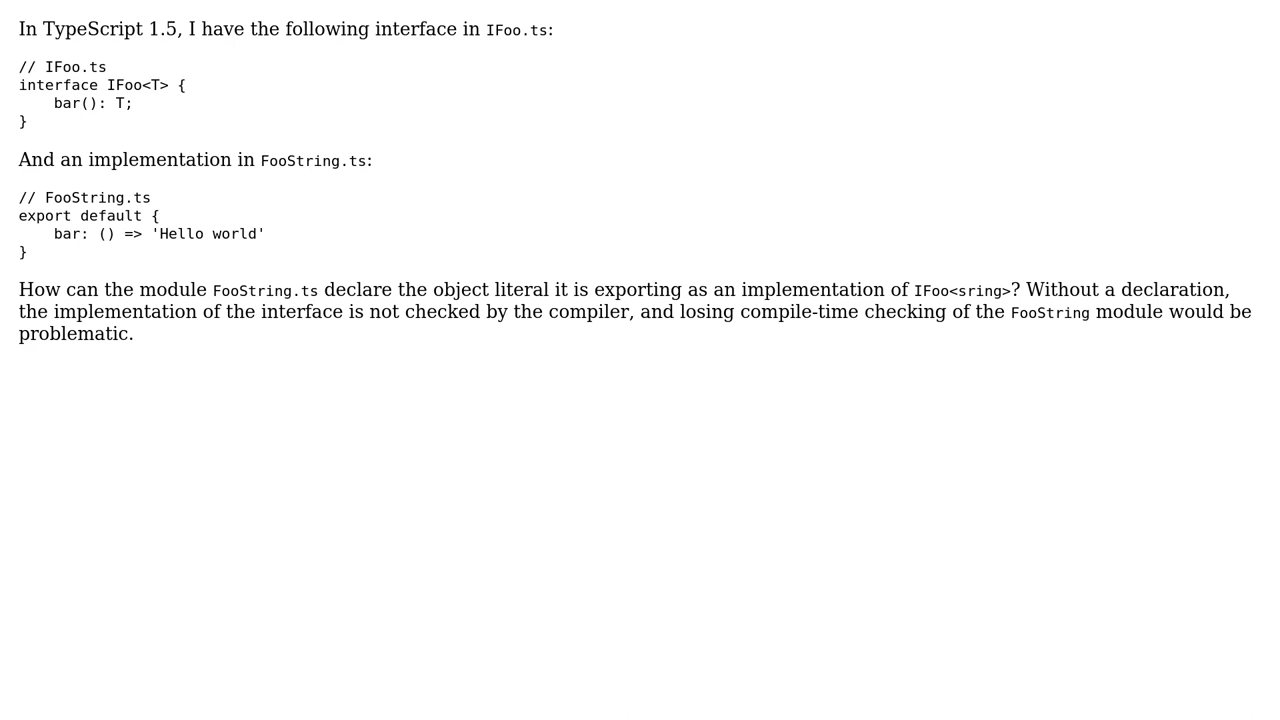 In TypeScript 1.5, I have the following interface in IFoo.ts:
// IFoo.ts
interface IFoo<T> {
    bar(): T;
}
And an implementation in FooString.ts:
// FooString.ts
export default {
    bar: () => 'Hello world'
}
How can the module FooString.ts declare the object literal it is exporting as an implementation of IFoo<sring>? Without a declaration,
the implementation of the interface is not checked by the compiler, and losing compile-time checking of the FooString module would be
problematic.